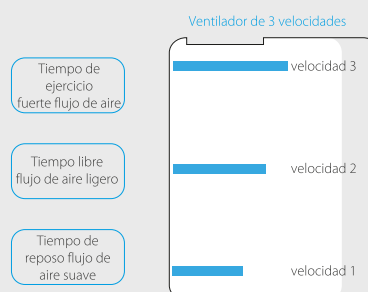 Ventilador de 3 velocidades
Tiempo de
ejercicio
fuerte flujo de aire
velocidad 3
Tiempo libre
flujo de aire ligero
velocidad 2
Tiempo de
reposo flujo de
aire suave
velocidad 1